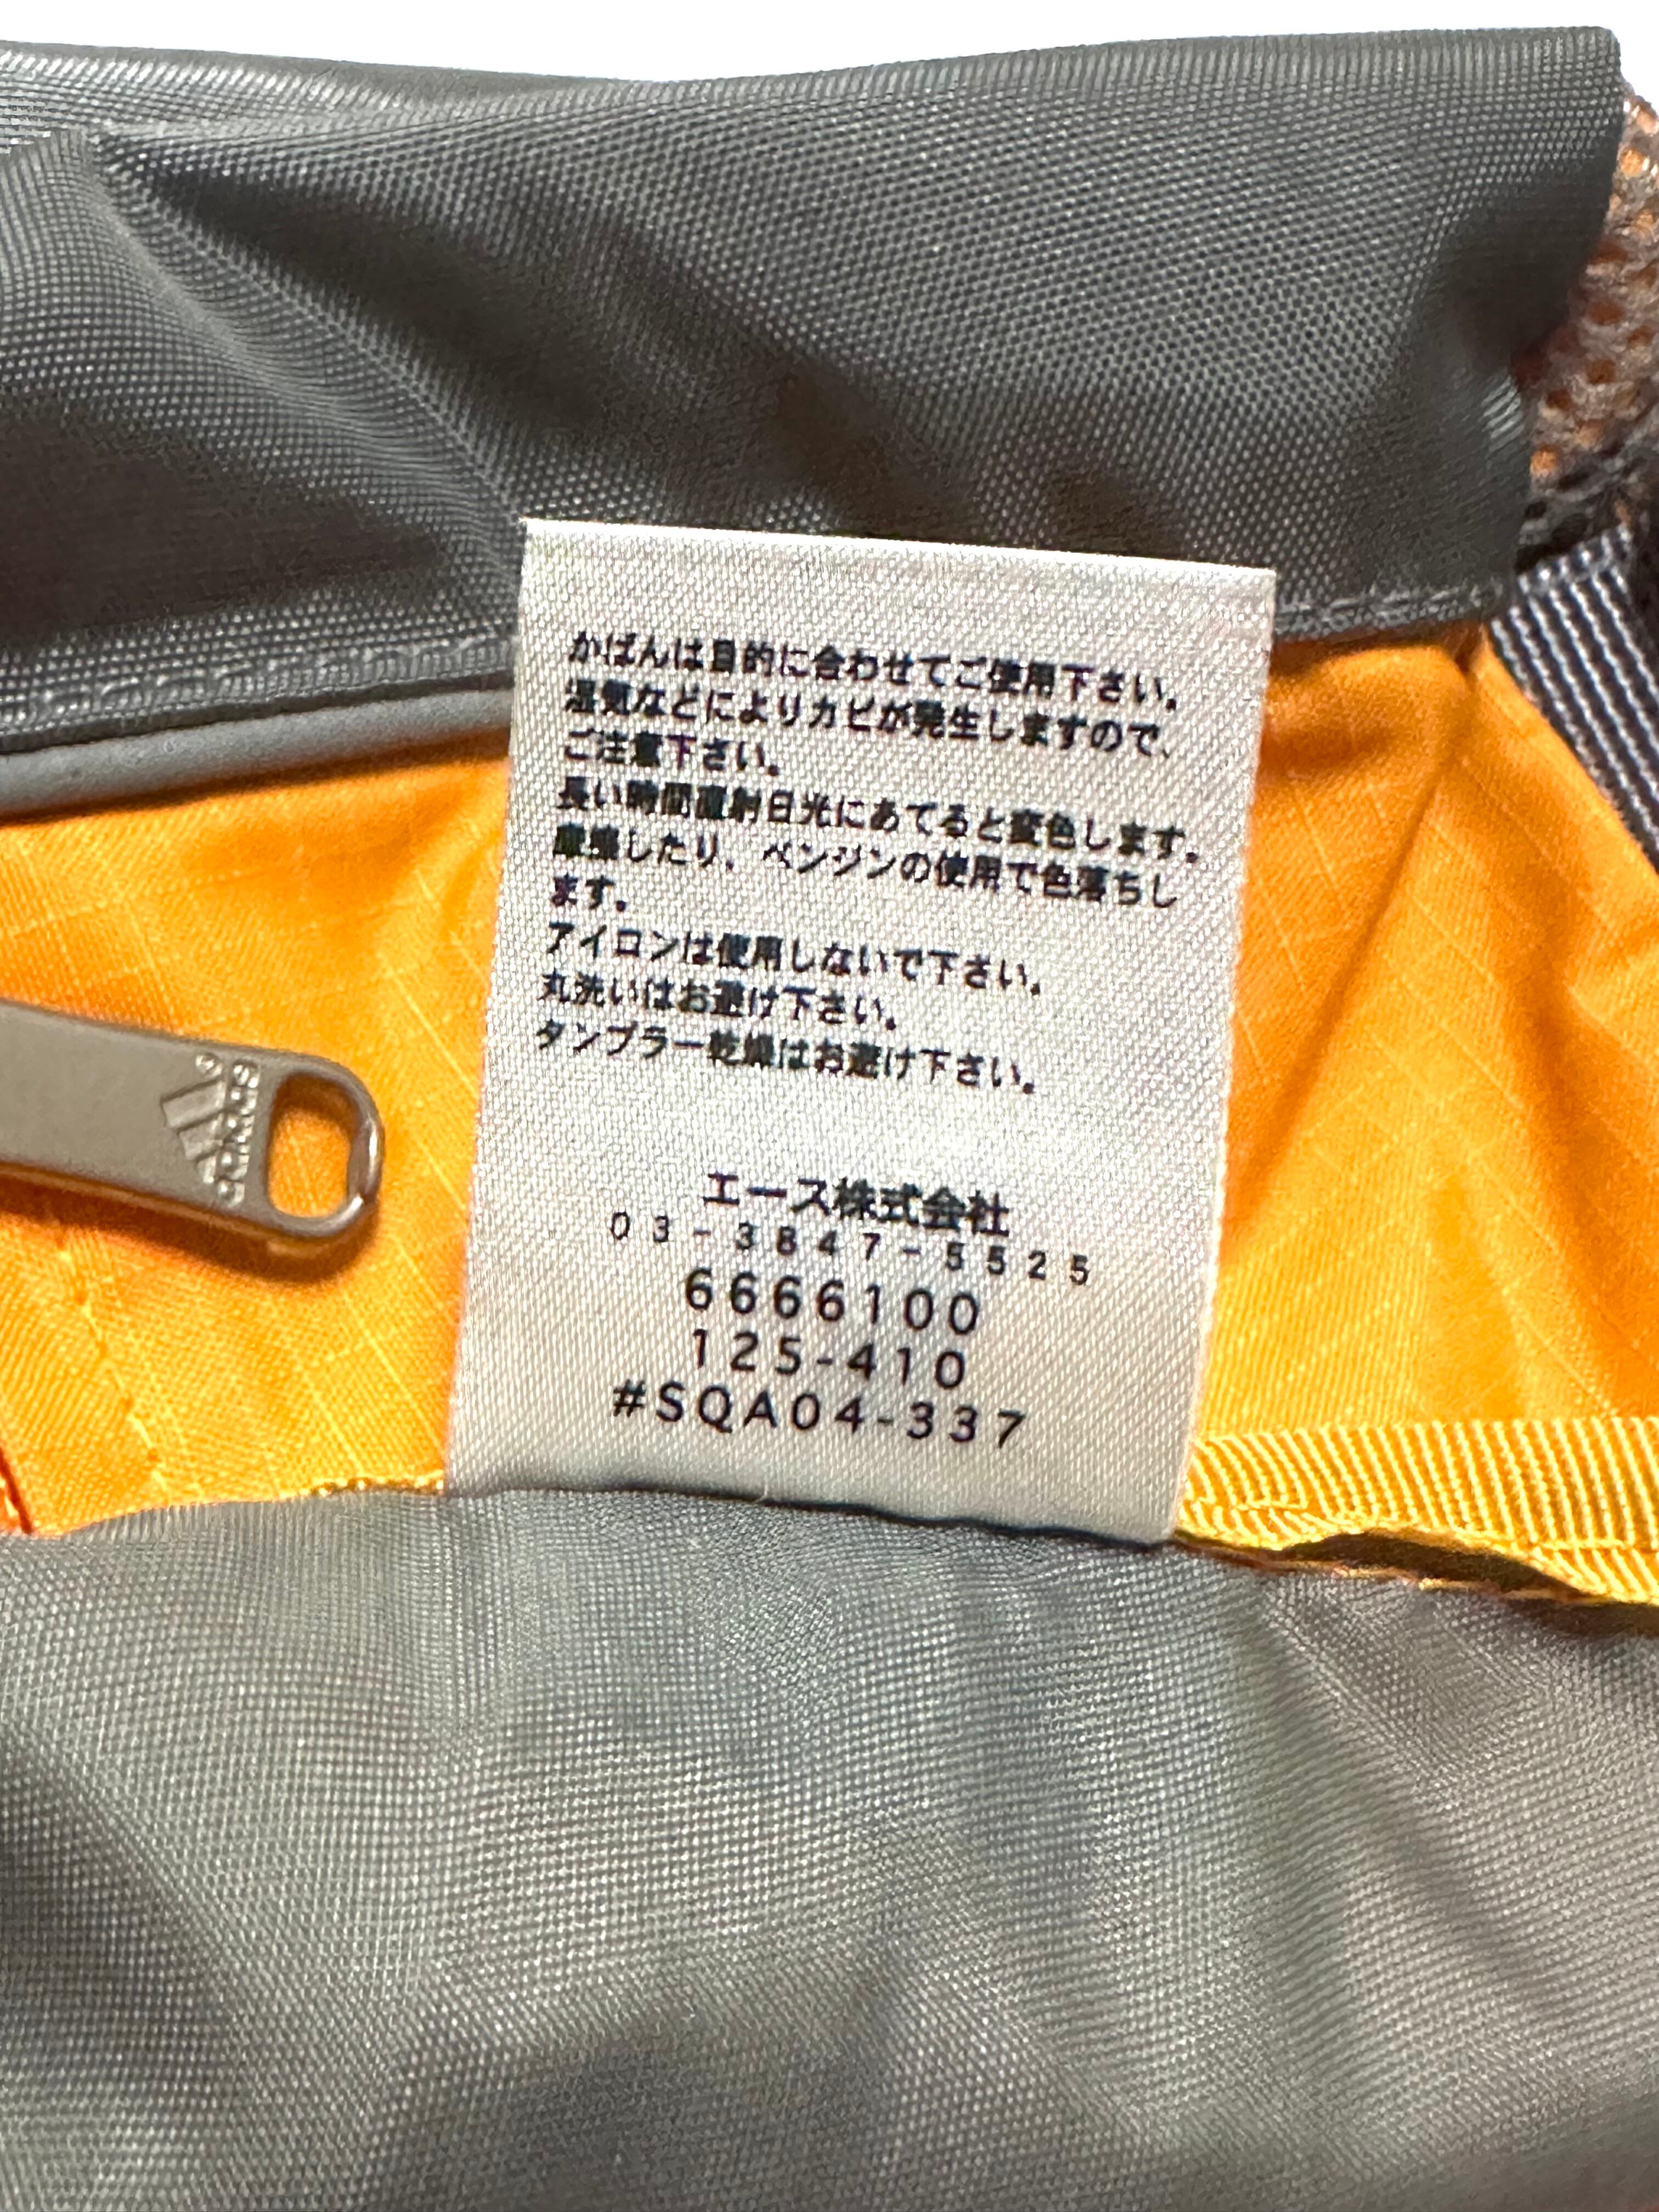 かばんは目的に合わせてご使用下さい。
湿気などによりカビが発生しますので、
ご注意下さい。
長い時間直射日光にあてると変色します。
摩擦したり、ベンジンの使用で色落ちし
ます。
アイロンは使用しないで下さい。
丸洗いはお避け下さい。
タンブラー乾燥はお避け下さい。
エース株式会社
03-3847-5525
6666100
125-410
#SQA04-337
adidas